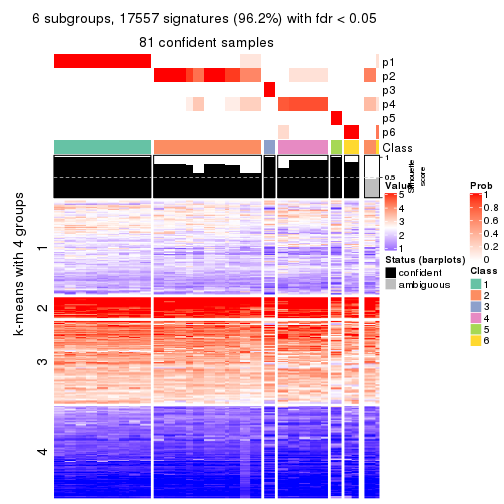 6 subgroups, 17557 signatures (96.2%) with fdr < 0.05
81 confident samples
p1
p2
p3
p4
p5
p6
Class
1
0.5
Silhouette
score
k-means with 4 groups
1
2
3
4
Value
5
4
3
2
1
Status (barplots)
confident
ambiguous
Prob
1
0.8
0.6
0.4
0.2
0
Class
1
2
3
4
5
6